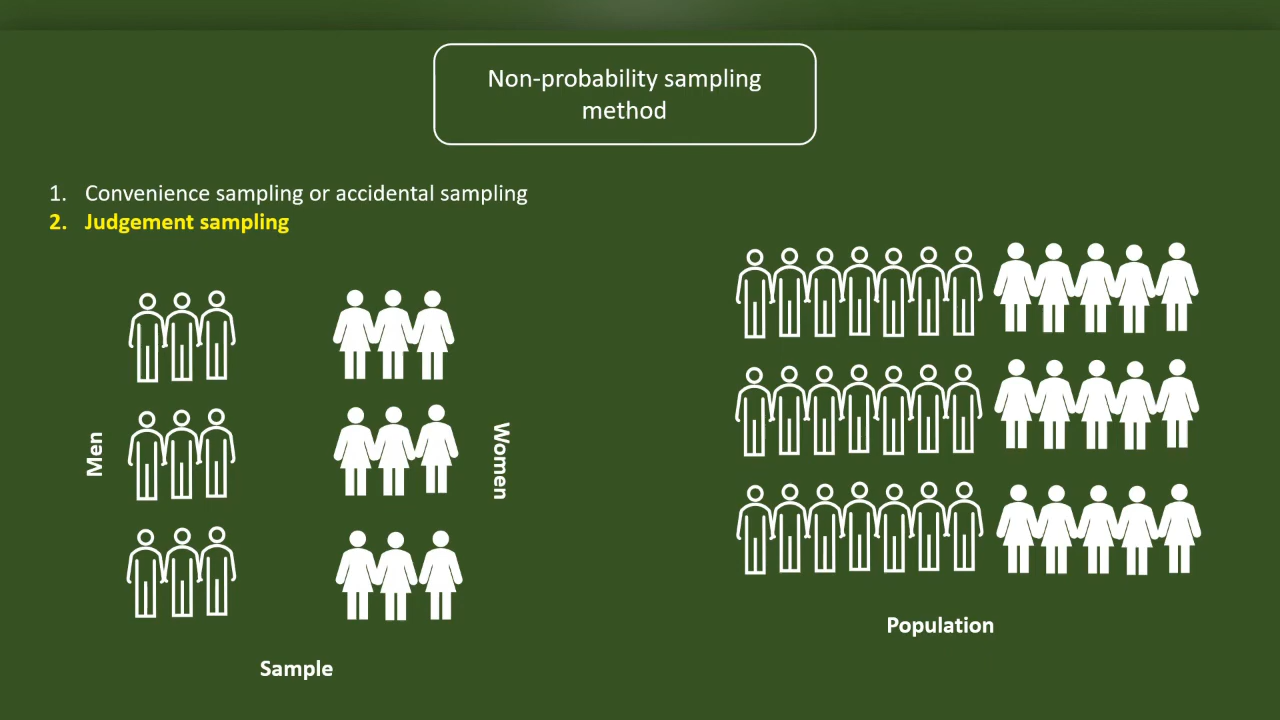 Non-probability sampling
method
1. Convenience sampling or accidental sampling
2. Judgement sampling
Men
Women
Population
Sample